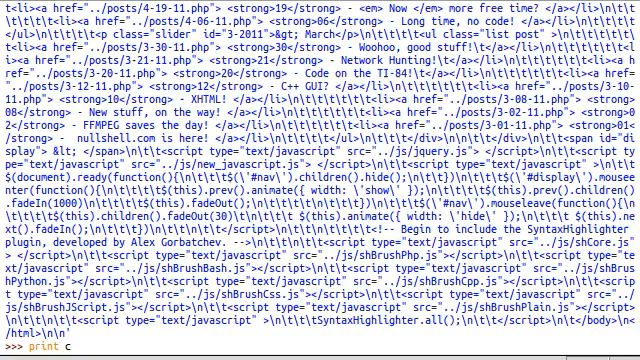 t<li><a href="../posts/4-19-11.php"> <strong>19</strong> - <em> Now </em> more free time? </a></li>\n\t\
t\t\t\t\t\t<li><a href="../posts/4-06-11.php"> <strong>06</strong> - Long time, no code! </a></li>\n\t\t\t\t\t
</ul>\n\t\t\t\t\t<p class="slider" id="3-2011">&gt; March</p>\n\t\t\t\t\t<ul class="list post" >\n\t\t\t\t\t\
t<li><a href="../posts/3-30-11.php"> <strong>30</strong> - Woohoo, good stuff!\t</a></li>\n\t\t\t\t\t\t\t<l
i><a href="../posts/3-21-11.php"> <strong>21</strong> - Network Hunting!\t</a></li>\n\t\t\t\t\t\t\t<li><a h
ref="../posts/3-20-11.php"> <strong>20</strong> - Code on the TI-84!\t</a></li>\n\t\t\t\t\t\t\t<li><a href=
"../posts/3-12-11.php"> <strong>12</strong> - C++ GUI? </a></li>\n\t\t\t\t\t\t\t<li><a href="../posts/3-10-
11.php"> <strong>10</strong> - XHTML! </a></li>\n\t\t\t\t\t\t\t<li><a href="../posts/3-08-11.php"> <strong>
08</strong> - New stuff, on the way! </a></li>\n\t\t\t\t\t\t\t<li><a href="../posts/3-02-11.php"> <strong>0
2</strong> - FFMPEG saves the day! </a></li>\n\t\t\t\t\t\t\t<li><a href="../posts/3-01-11.php"> <strong>01<
/strong> -  nullshell.com is here! </a></li>\n\t\t\t\t\t\t</ul>\n\t\t\t\t</div>\n\t\t\t</div>\n\t\t<span id="di
splay"> &lt; </span>\n\t\t<script type="text/javascript" src="../js/jquery.js"> </script>\n\t\t<script ty
pe="text/javascript" src="../js/new_javascript.js"> </script>\n\t\t<script type="text/javascript" >\n\t\t\t
$(document).ready(function(){\n\t\t\t\t$(\'#nav\').children().hide();\n\t\t})\n\t\t\t\t$(\'#display\').mousee
nter(function(){\n\t\t\t\t\t$(this).prev().animate({ width: \'show\' });\n\t\t\t\t\t$(this).prev().children()
.fadeIn(1000)\n\t\t\t\t\t$(this).fadeOut();\n\t\t\t\t\t\n\t\t\t\t})\n\t\t\t\t$(\'#nav\').mouseleave(function(){\n
\t\t\t\t\t$(this).children().fadeOut(30)\t\t\n\t\t\t\t $(this).animate({ width: \'hide\' });\n\t\t\t $(this).ne
xt().fadeIn();\n\t\t\t})\n\t\t\n\t\t</script>\n\t\t\t\t\t\t<!-- Begin to include the SyntaxHighlighter
plugin, developed by Alex Gorbatchev. -->\n\t\t\n\t\t<script type="text/javascript" src="../js/shCore.js"
> </script>\n\t\t<script type="text/javascript" src="../js/shBrushPhp.js"></script>\n\t\t<script type="te
xt/javascript" src="../js/shBrushBash.js"></script>\n\t\t<script type="text/javascript" src="../js/shBrus
hPython.js"></script>\n\t\t<script type="text/javascript" src="../js/shBrushCpp.js"></script>\n\t\t<scrip
t type="text/javascript" src="../js/shBrushCss.js"></script>\n\t\t<script type="text/javascript" src="../
js/shBrushJScript.js"></script>\n\t\t<script type="text/javascript" src="../js/shBrushPlain.js"></script>
\n\t\t\n\t\t<script type="text/javascript" >\n\t\t\tSyntaxHighlighter.all();\n\t\t</script>\n\t</body>\n<
/html>\n\n'
>>> print c